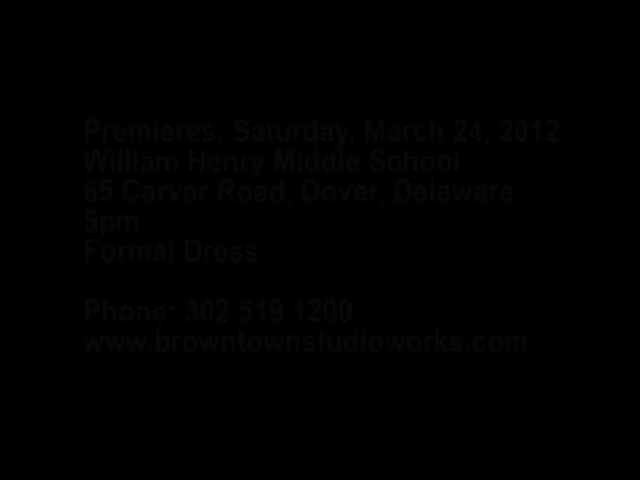 Premieres. Saturday. March 24, 2012
William Henry Middle School
65 Carver Road, Dover, Delaware
5pm
Formal Dress
Phone: 302 519 1200
www.browntownstudioworks.com